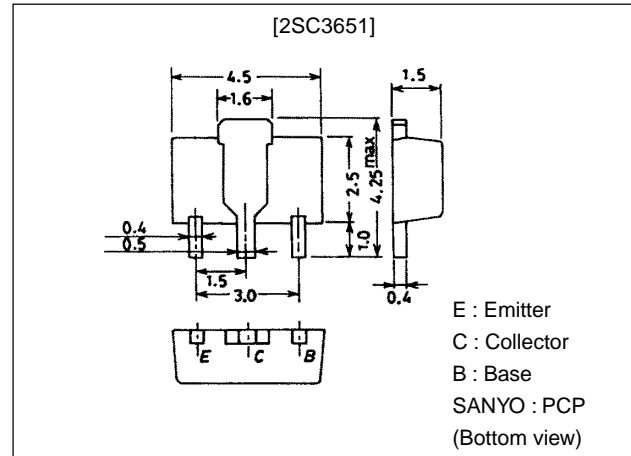 [2SC3651]
4.5
1.6
1.5
2.5
4.25max
1.0
0.4
0.5
1.5
3.0
0.4
E C B
E : Emitter
C : Collector
B : Base
SANYO : PCP
(Bottom view)